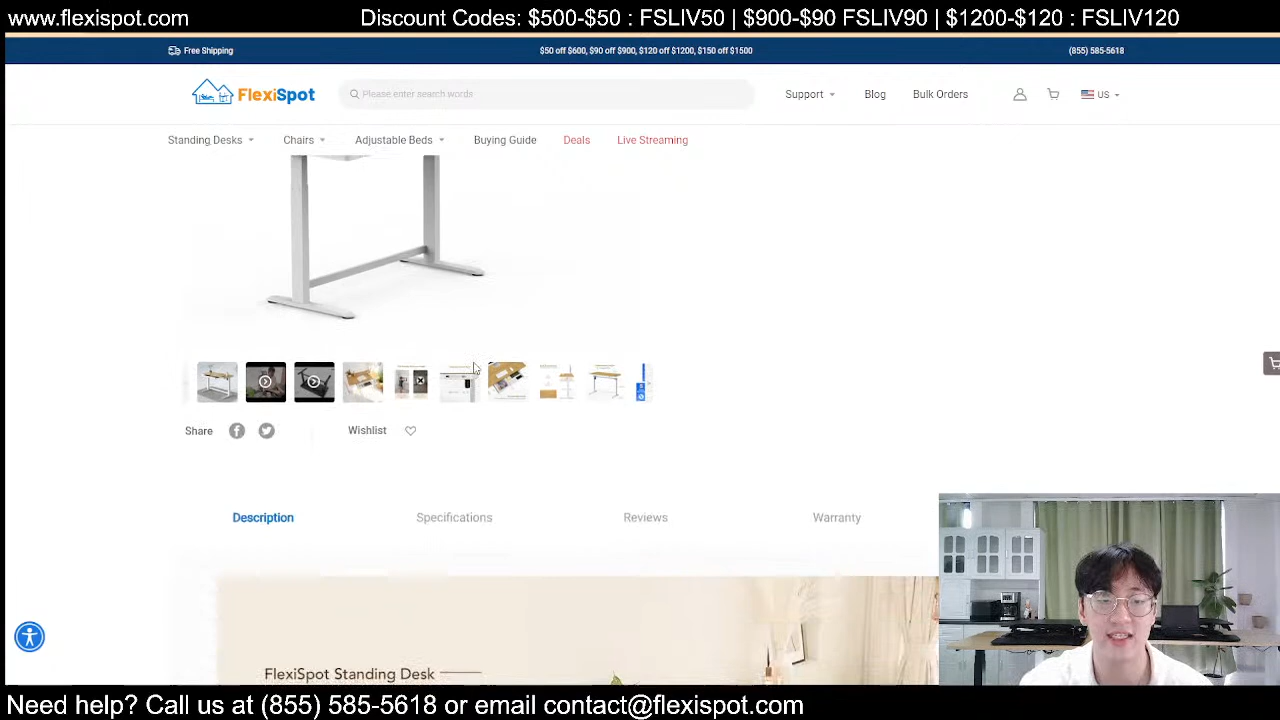 www.flexispot.com Discount Codes: $500-$50 : FSLIV50 | $900-$90 FSLIV90 | $1200-$120 : FSLIV120
Free Shipping $50 off $600, $90 off $900, $120 off $1200, $150 off $1500 (855) 585-5618
FlexiSpot Please enter search words Support Blog Bulk Orders US
Standing Desks Chairs Adjustable Beds Buying Guide Deals Live Streaming
Share Wishlist
Description Specifications Reviews Warranty
FlexiSpot Standing Desk
Need help? Call us at (855) 585-5618 or email contact@flexispot.com